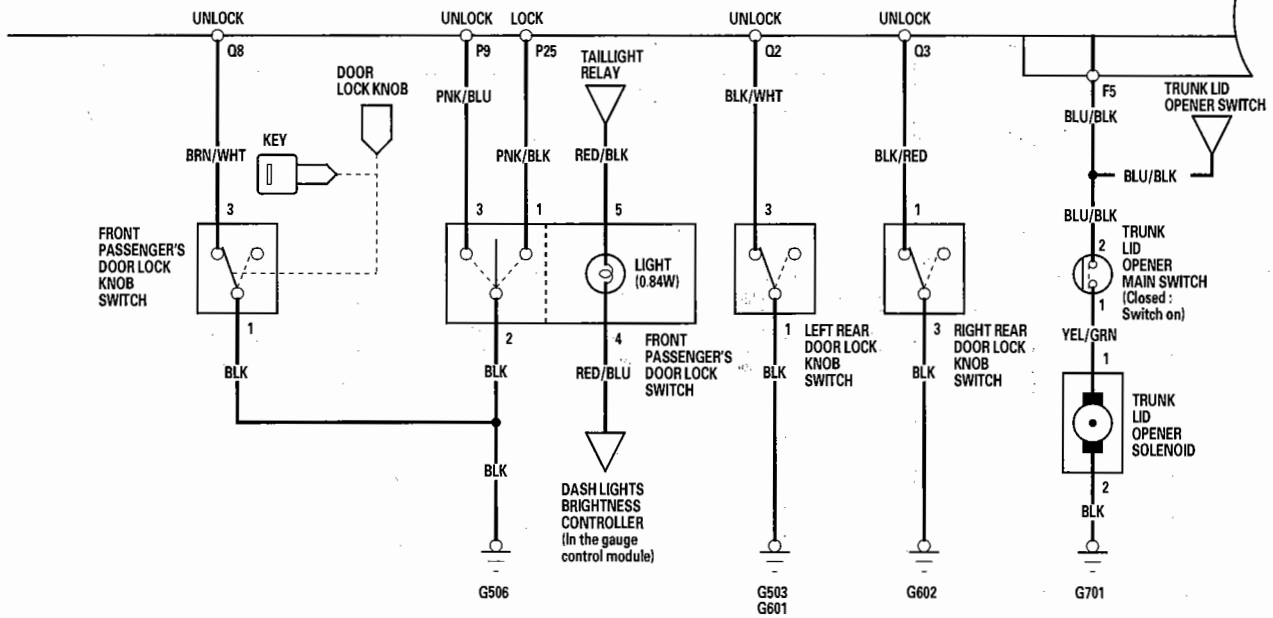 UNLOCK
UNLOCK
LOCK
UNLOCK
UNLOCK
Q8
P9
P25
Q2
Q3
F5
DOOR
LOCK KNOB
TAILLIGHT
RELAY
TRUNK LID
OPENER SWITCH
PNK/BLU
BLK/WHT
BLU/BLK
KEY
BRN/WHT
PNK/BLK
RED/BLK
BLK/RED
BLU/BLK
BLU/BLK
3
3
1
5
3
1
2
FRONT
PASSENGER'S
DOOR LOCK
KNOB
SWITCH
LIGHT
(0.84W)
TRUNK
LID
OPENER
MAIN SWITCH
(Closed :
Switch on)
1
1
2
4
1
3
FRONT
PASSENGER'S
DOOR LOCK
SWITCH
LEFT REAR
DOOR LOCK
KNOB
SWITCH
RIGHT REAR
DOOR LOCK
KNOB
SWITCH
YEL/GRN
1
BLK
BLK
RED/BLU
BLK
BLK
TRUNK
LID
OPENER
SOLENOID
BLK
2
BLK
DASH LIGHTS
BRIGHTNESS
CONTROLLER
(In the gauge
control module)
G506
G503
G601
G602
G701